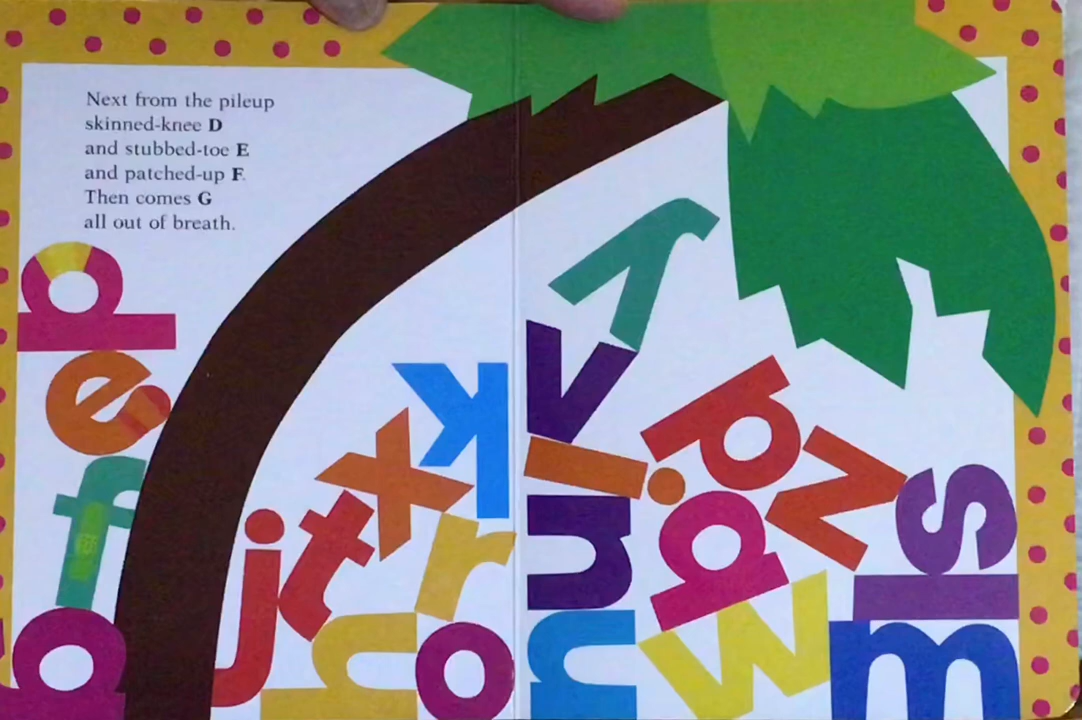 Next from the pileup
skinned-knee D
and stubbed-toe E
and patched-up F.
Then comes G
all out of breath.
d
e
f
g
j
t
x
k
r
h
o
y
v
i
n
u
p
q
z
w
s
l
m